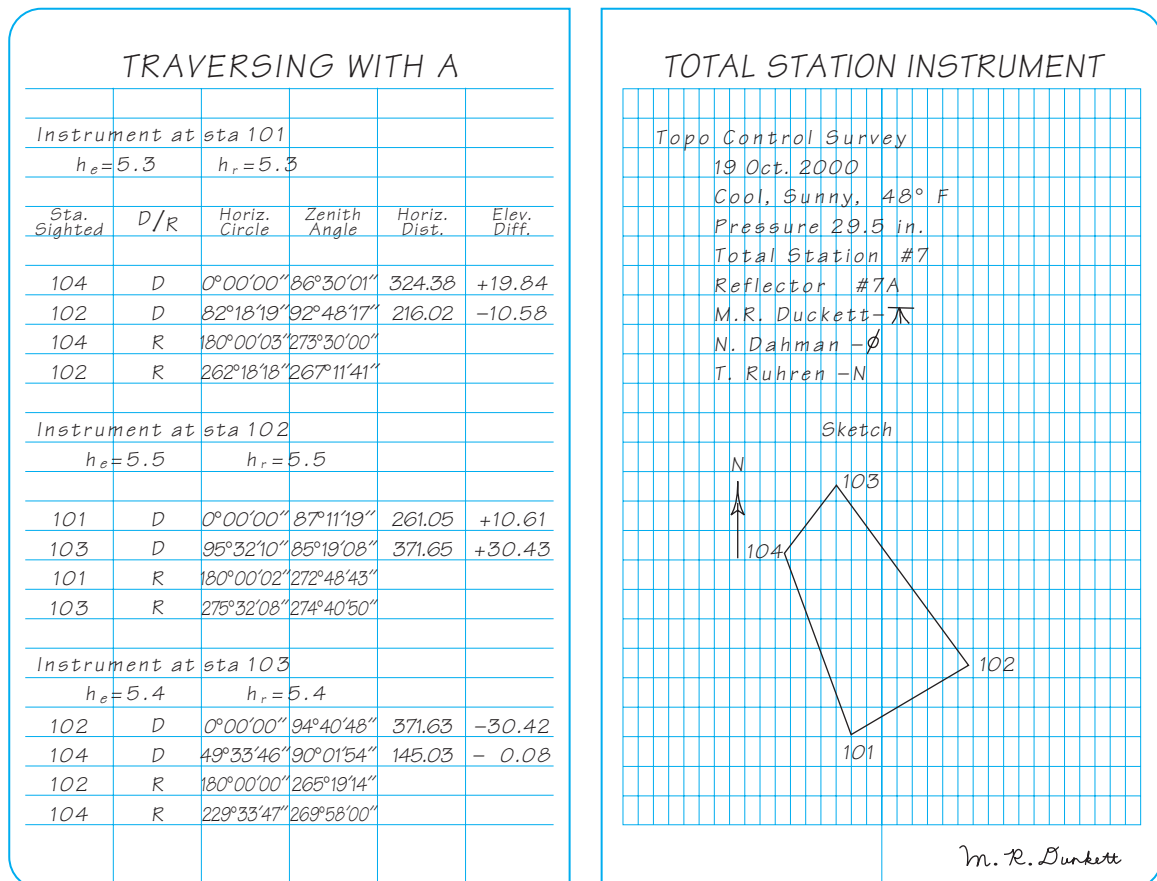 TRAVERSING WITH A
Instrument at sta 101
hₑ=5.3 hᵣ=5.3
Sta. Sighted D/R Horiz. Circle Zenith Angle Horiz. Dist. Elev. Diff.
104 D 0°00′00″ 86°30′01″ 324.38 +19.84
102 D 82°18′19″ 92°48′17″ 216.02 −10.58
104 R 180°00′03″ 273°30′00″
102 R 262°18′18″ 267°11′41″
Instrument at sta 102
hₑ=5.5 hᵣ=5.5
101 D 0°00′00″ 87°11′19″ 261.05 +10.61
103 D 95°32′10″ 85°19′08″ 371.65 +30.43
101 R 180°00′02″ 272°48′43″
103 R 275°32′08″ 274°40′50″
Instrument at sta 103
hₑ=5.4 hᵣ=5.4
102 D 0°00′00″ 94°40′48″ 371.63 −30.42
104 D 49°33′46″ 90°01′54″ 145.03 − 0.08
102 R 180°00′00″ 265°19′14″
104 R 229°33′47″ 269°58′00″
TOTAL STATION INSTRUMENT
Topo Control Survey
19 Oct. 2000
Cool, Sunny, 48° F
Pressure 29.5 in.
Total Station #7
Reflector #7A
M.R. Duckett–
N. Dahman –ϕ
T. Ruhren –N
Sketch
N
103
104
102
101
M. R. Dunkett